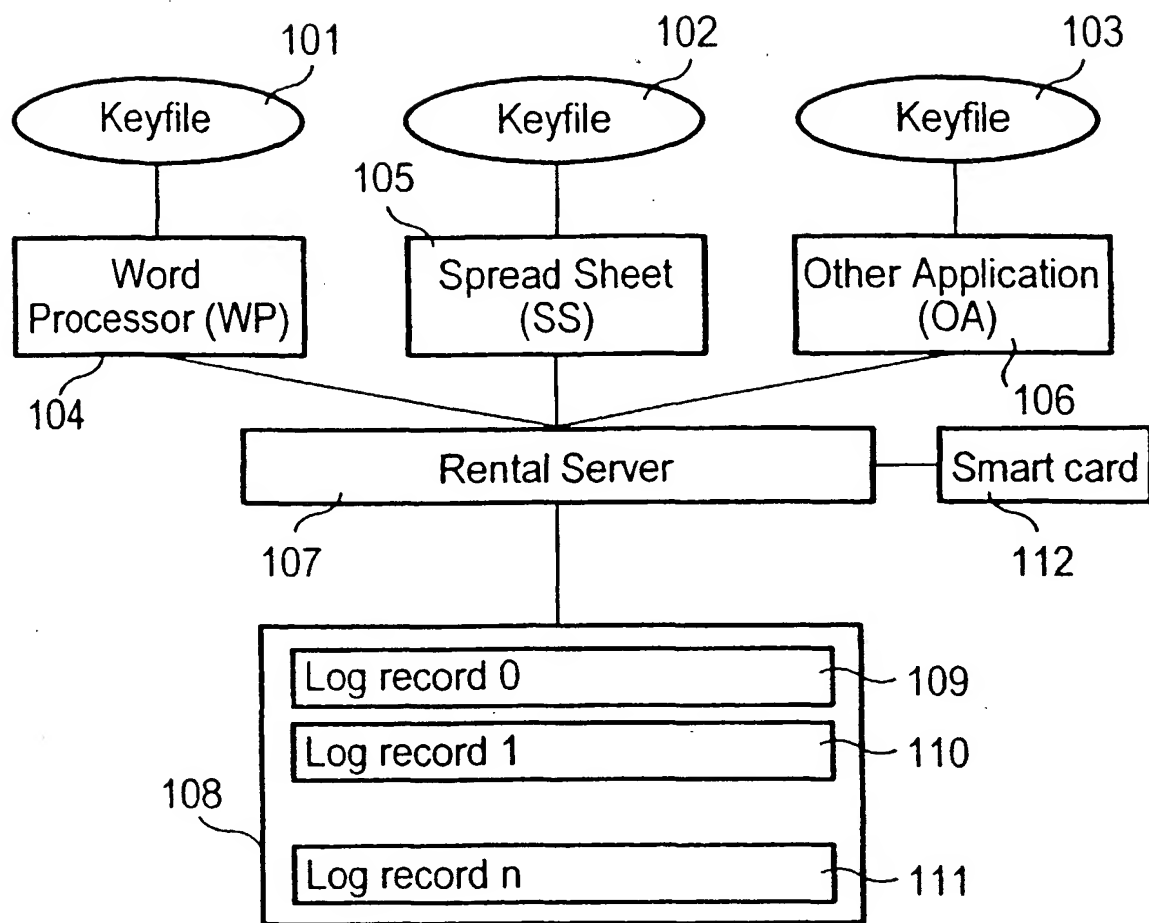 101
102
103
Keyfile
Keyfile
Keyfile
105
Word
Processor (WP)
Spread Sheet
(SS)
Other Application
(OA)
104
106
Rental Server
Smart card
107
112
Log record 0
109
Log record 1
110
108
Log record n
111